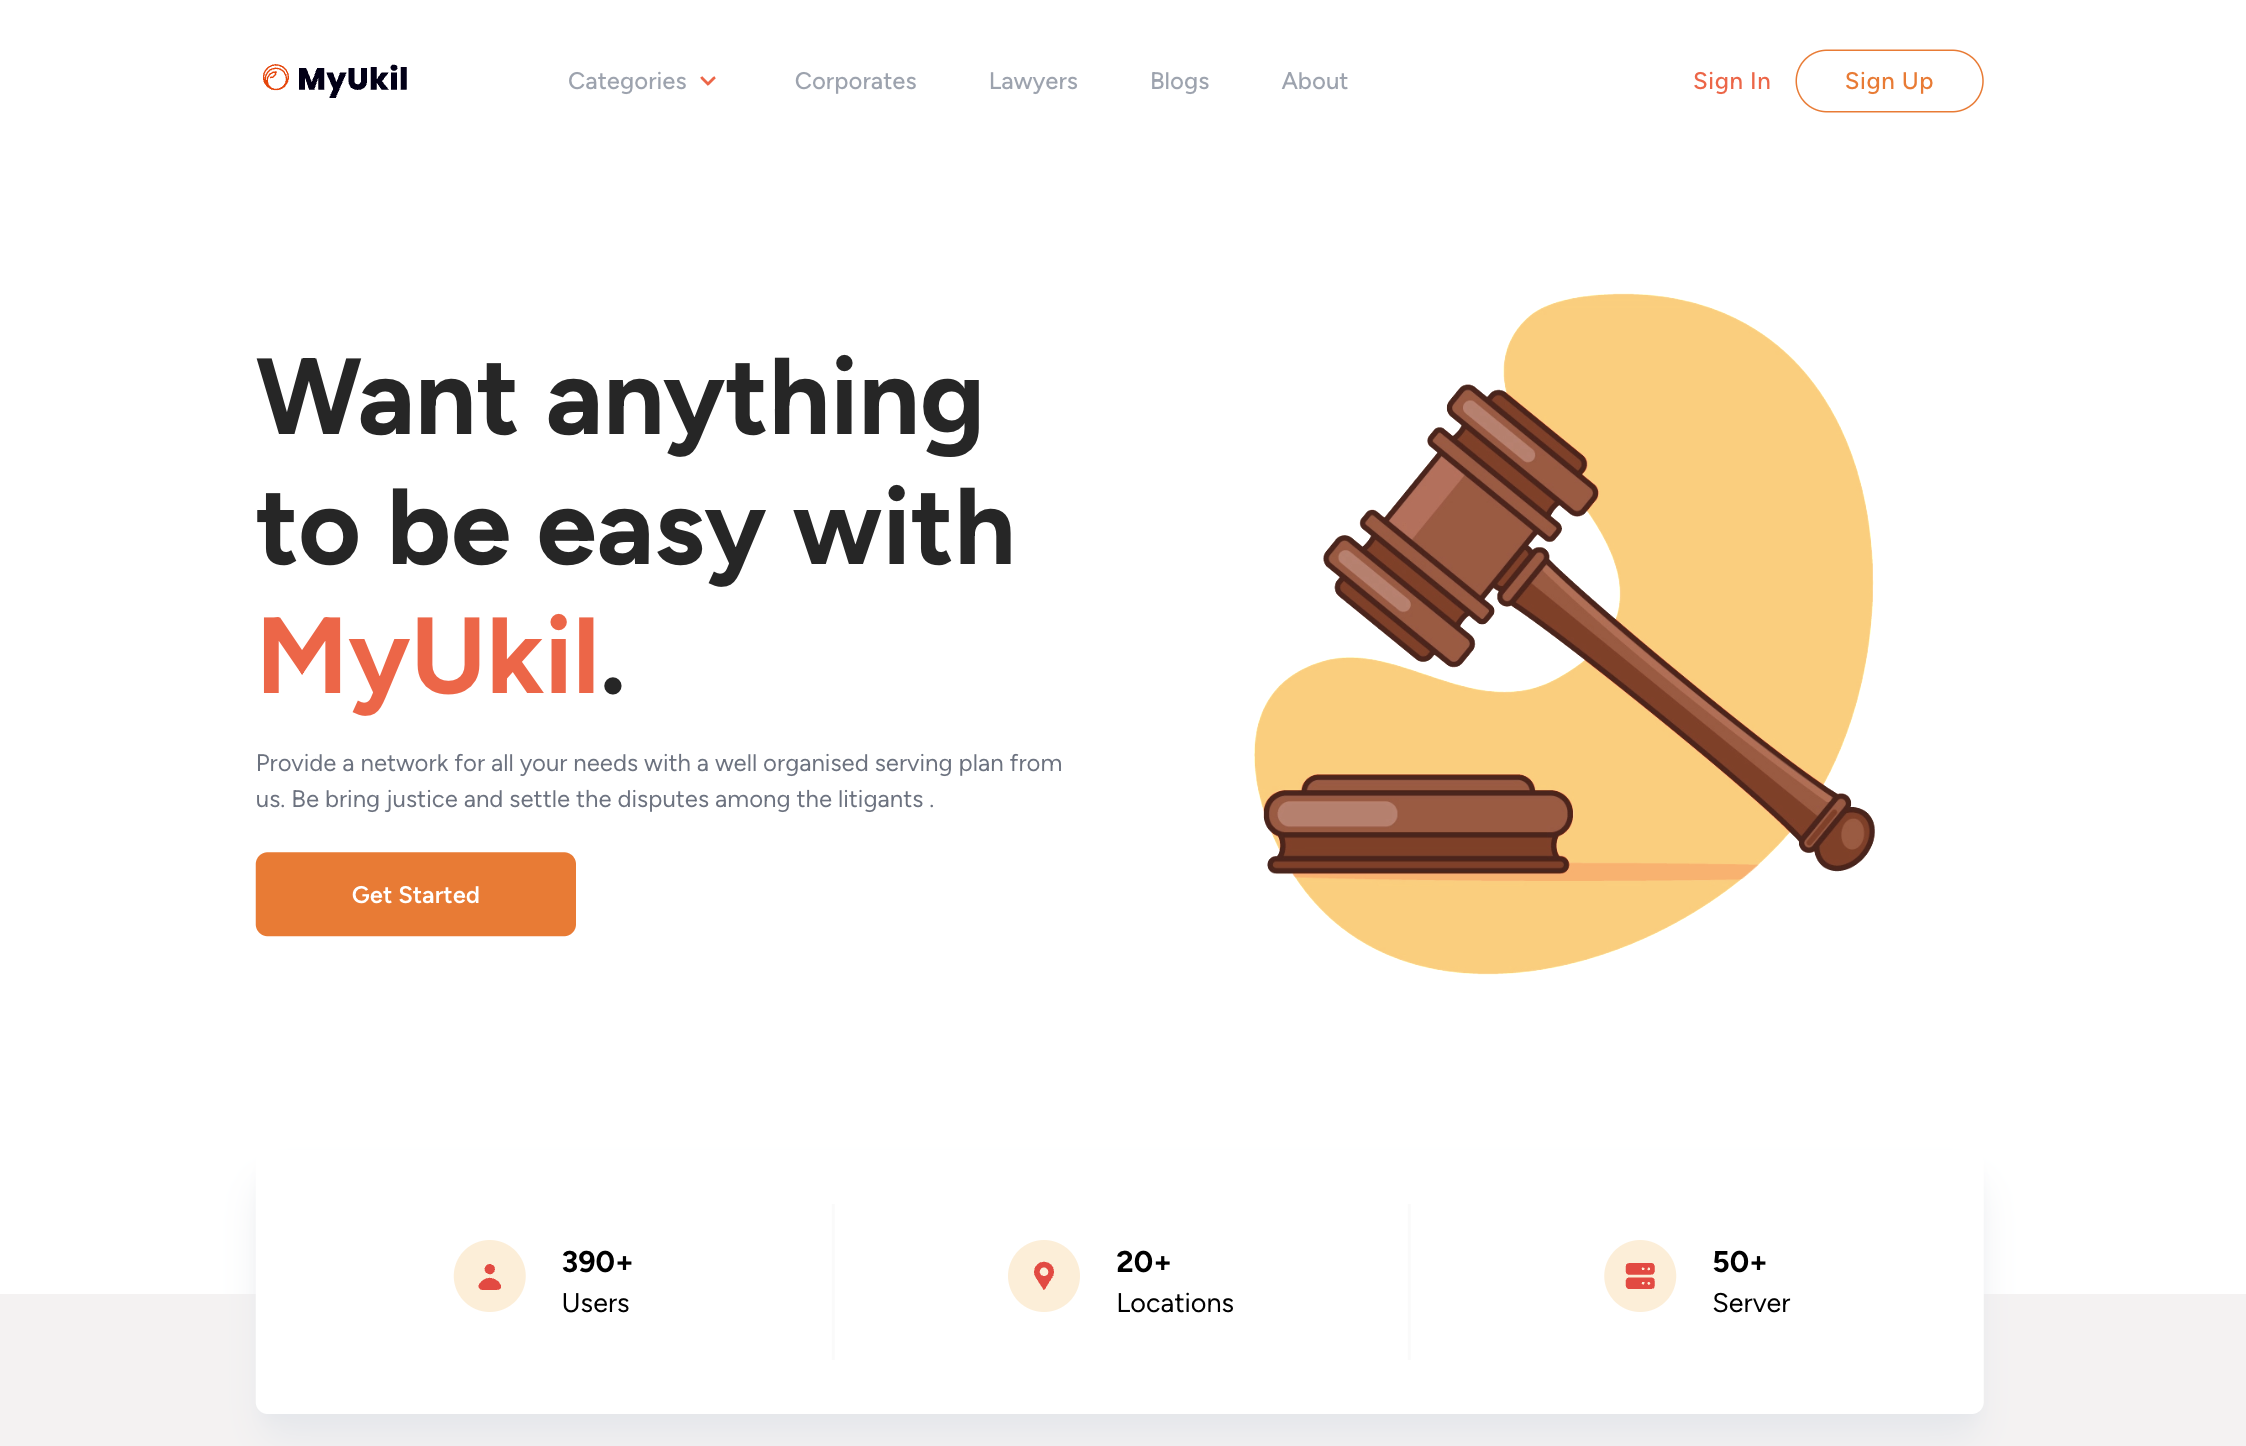 MyUkil
Categories
Corporates
Lawyers
Blogs
About
Sign In
Sign Up
Want anything
to be easy with
MyUkil.
Provide a network for all your needs with a well organised serving plan from
us. Be bring justice and settle the disputes among the litigants .
Get Started
390+
Users
20+
Locations
50+
Server